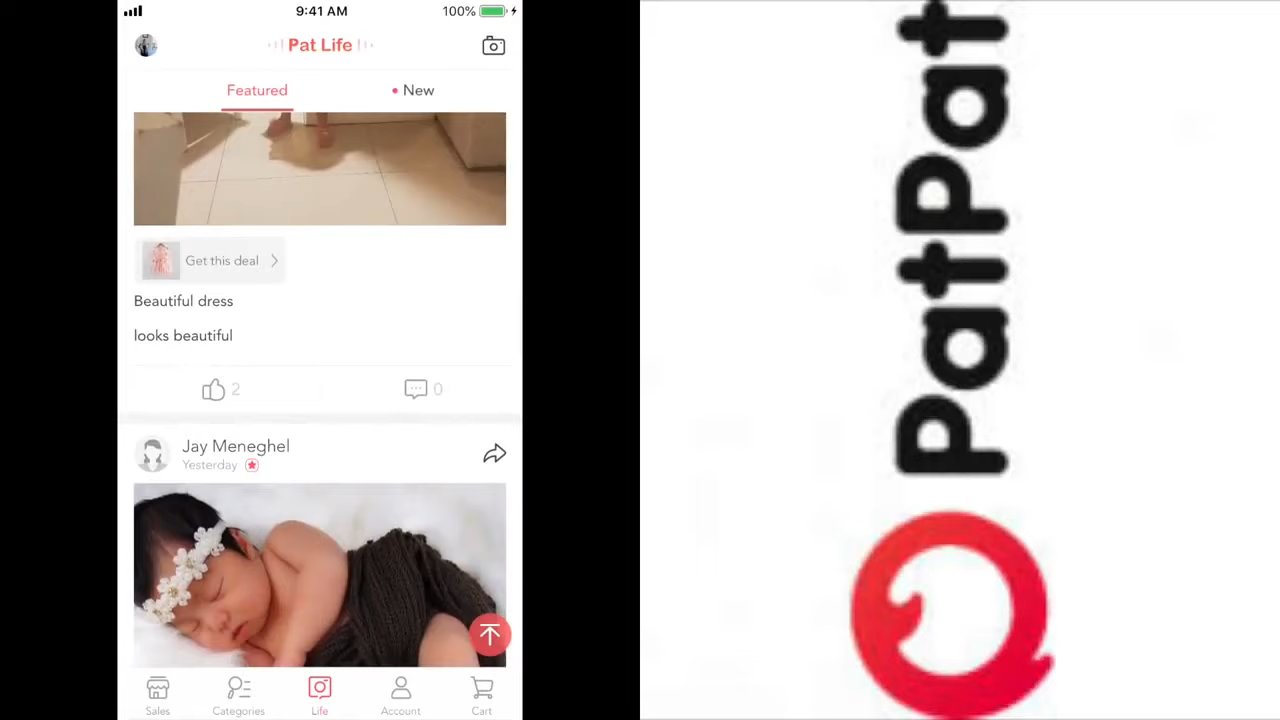 9:41 AM
100%
Pat Life
Featured
New
Get this deal
Beautiful dress
looks beautiful
2
0
Jay Meneghel
Yesterday
Sales
Categories
Life
Account
Cart
PatPat